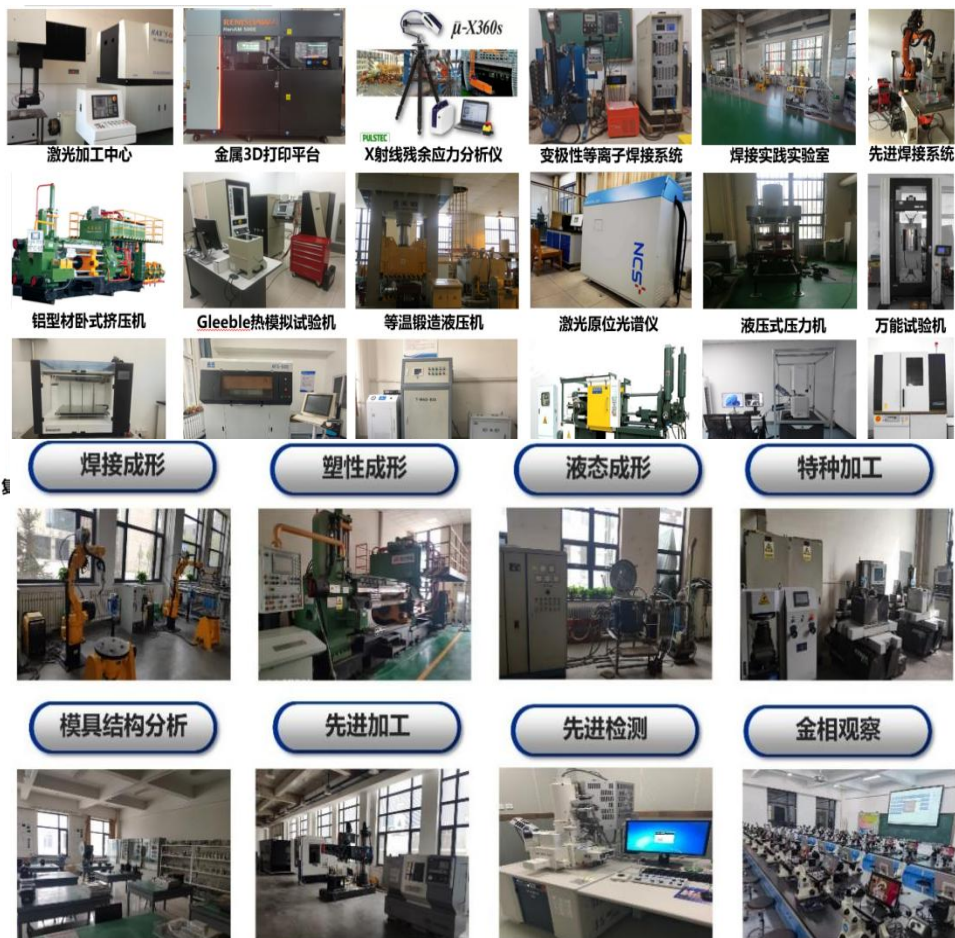 RENISHAW
μ-X360s
PULSTEC
激光加工中心
金属3D打印平台
X射线残余应力分析仪
变极性等离子焊接系统
焊接实践实验室
先进焊接系统
NCS
铝型材卧式挤压机
Gleeble热模拟试验机
等温锻造液压机
激光原位光谱仪
液压式压力机
万能试验机
焊接成形
塑性成形
液态成形
特种加工
模具结构分析
先进加工
先进检测
金相观察